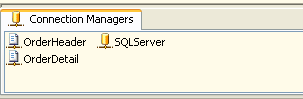 Connection Managers
OrderHeader SQLServer
OrderDetail